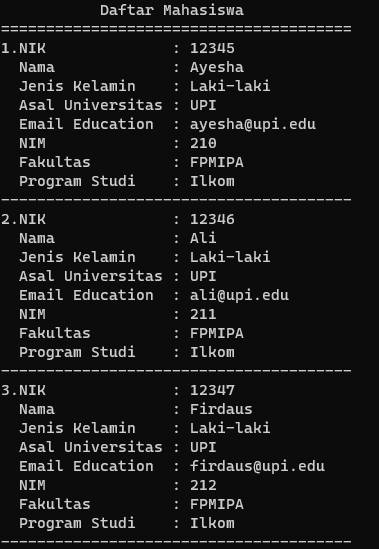 Daftar Mahasiswa
=======================================
1.NIK              : 12345
  Nama             : Ayesha
  Jenis Kelamin    : Laki-laki
  Asal Universitas : UPI
  Email Education  : ayesha@upi.edu
  NIM              : 210
  Fakultas         : FPMIPA
  Program Studi    : Ilkom
---------------------------------------
2.NIK              : 12346
  Nama             : Ali
  Jenis Kelamin    : Laki-laki
  Asal Universitas : UPI
  Email Education  : ali@upi.edu
  NIM              : 211
  Fakultas         : FPMIPA
  Program Studi    : Ilkom
---------------------------------------
3.NIK              : 12347
  Nama             : Firdaus
  Jenis Kelamin    : Laki-laki
  Asal Universitas : UPI
  Email Education  : firdaus@upi.edu
  NIM              : 212
  Fakultas         : FPMIPA
  Program Studi    : Ilkom
---------------------------------------